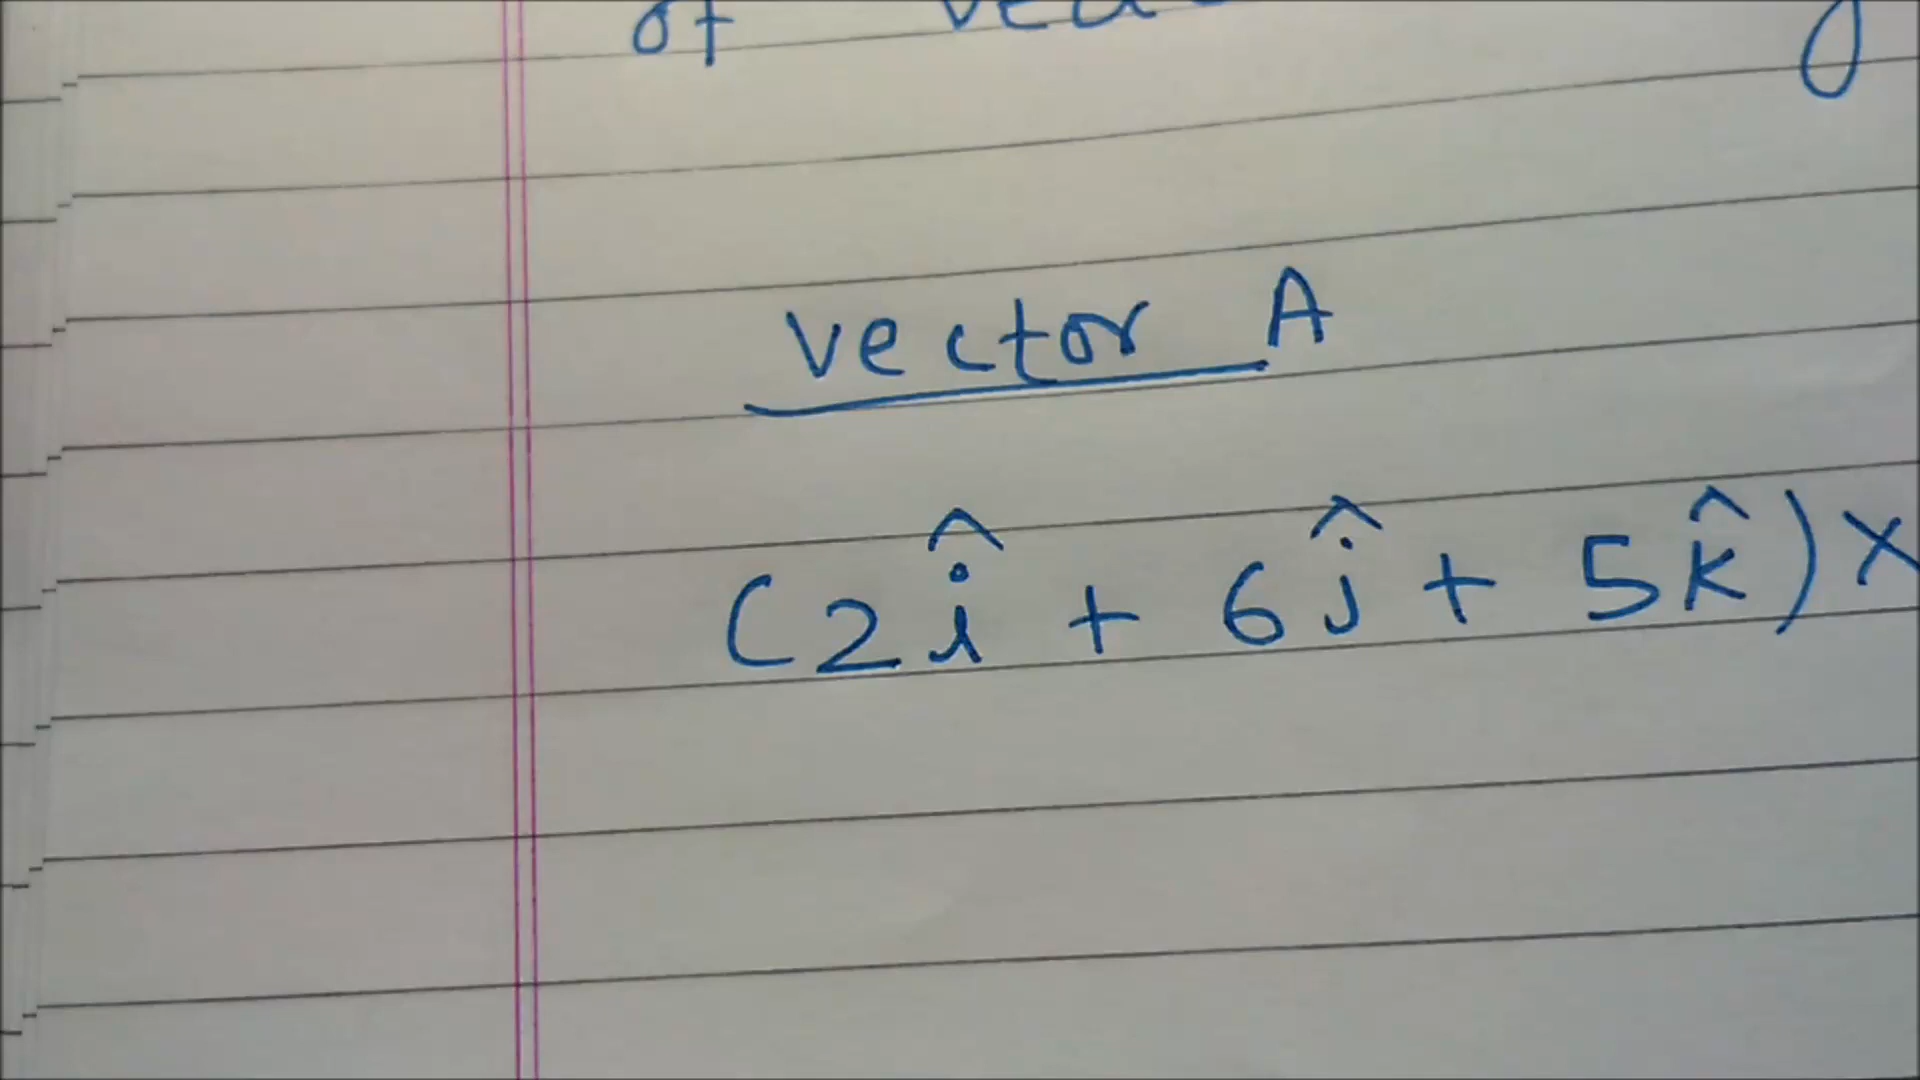 of
vector A
(2î + 6ĵ + 5k̂) ×